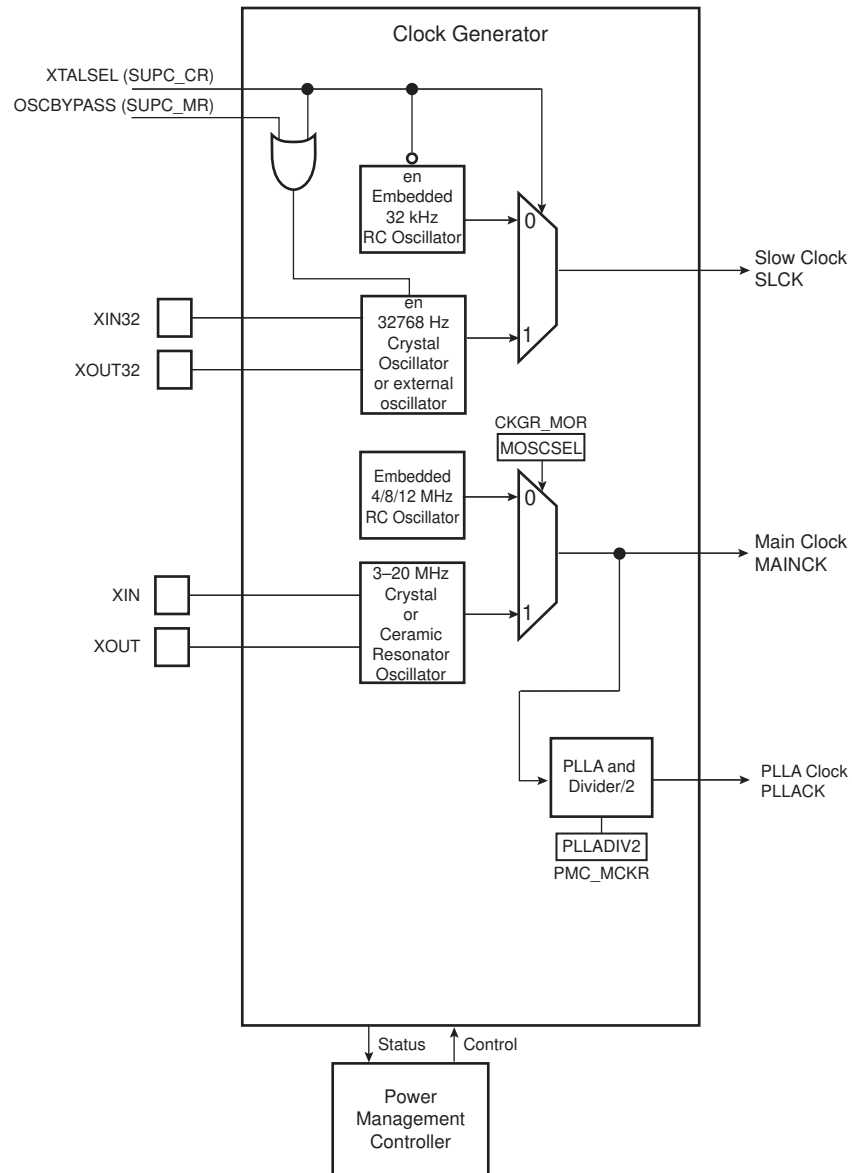 Clock Generator
XTALSEL (SUPC_CR)
OSCBYPASS (SUPC_MR)
en
Embedded
32 kHz
RC Oscillator
0
Slow Clock
SLCK
XIN32
XOUT32
en
32768 Hz
Crystal
Oscillator
or external
oscillator
1
CKGR_MOR
MOSCSEL
Embedded
4/8/12 MHz
RC Oscillator
0
Main Clock
MAINCK
XIN
XOUT
3–20 MHz
Crystal
or
Ceramic
Resonator
Oscillator
1
PLLA and
Divider/2
PLLA Clock
PLLACK
PLLADIV2
PMC_MCKR
Status
Control
Power
Management
Controller